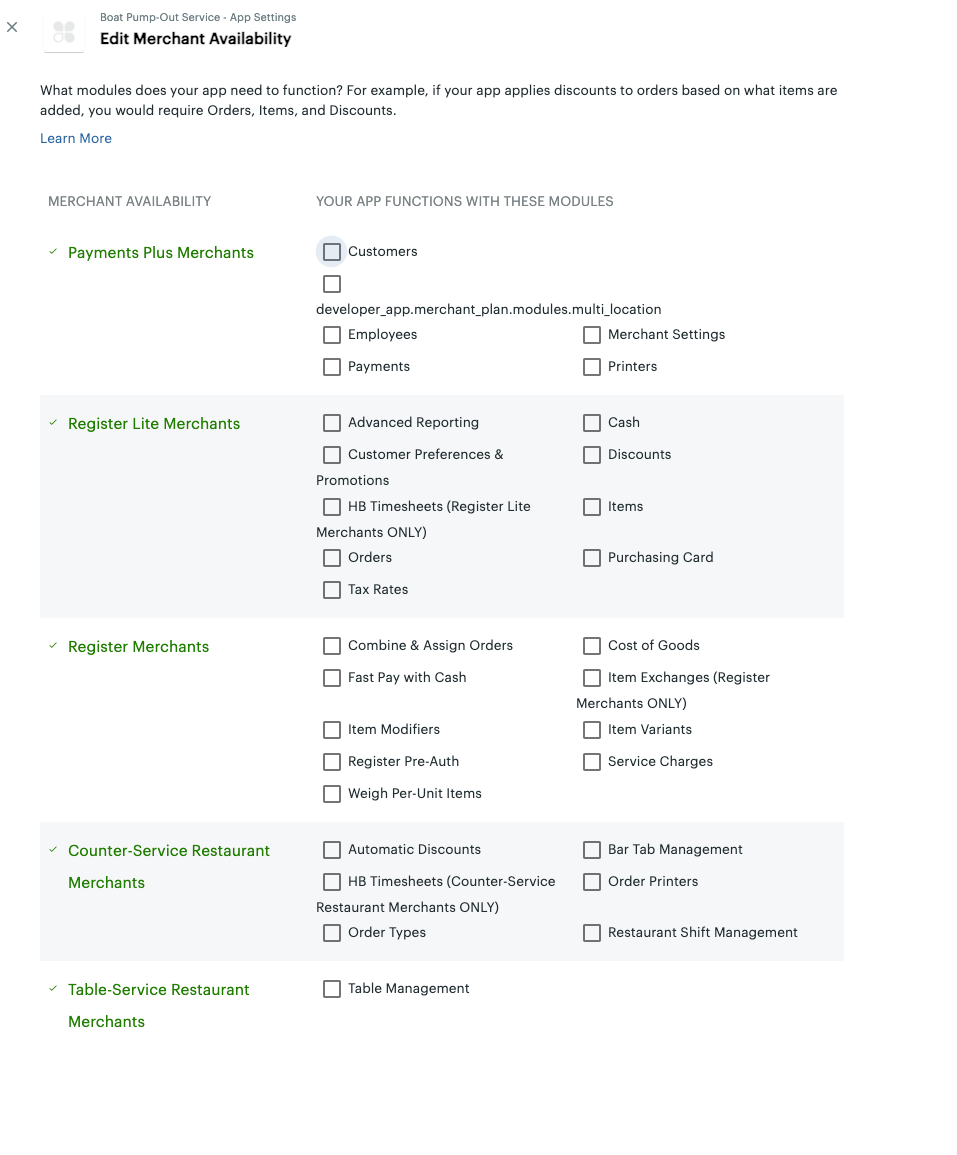 Boat Pump-Out Service - App Settings
Edit Merchant Availability
What modules does your app need to function? For example, if your app applies discounts to orders based on what items are
added, you would require Orders, Items, and Discounts.
Learn More
MERCHANT AVAILABILITY
YOUR APP FUNCTIONS WITH THESE MODULES
Payments Plus Merchants
Customers
developer_app.merchant_plan.modules.multi_location
Employees
Merchant Settings
Payments
Printers
Register Lite Merchants
Advanced Reporting
Cash
Customer Preferences &
Promotions
Discounts
HB Timesheets (Register Lite
Merchants ONLY)
Items
Orders
Purchasing Card
Tax Rates
Register Merchants
Combine & Assign Orders
Cost of Goods
Fast Pay with Cash
Item Exchanges (Register
Merchants ONLY)
Item Modifiers
Item Variants
Register Pre-Auth
Service Charges
Weigh Per-Unit Items
Counter-Service Restaurant
Merchants
Automatic Discounts
Bar Tab Management
HB Timesheets (Counter-Service
Restaurant Merchants ONLY)
Order Printers
Order Types
Restaurant Shift Management
Table-Service Restaurant
Merchants
Table Management